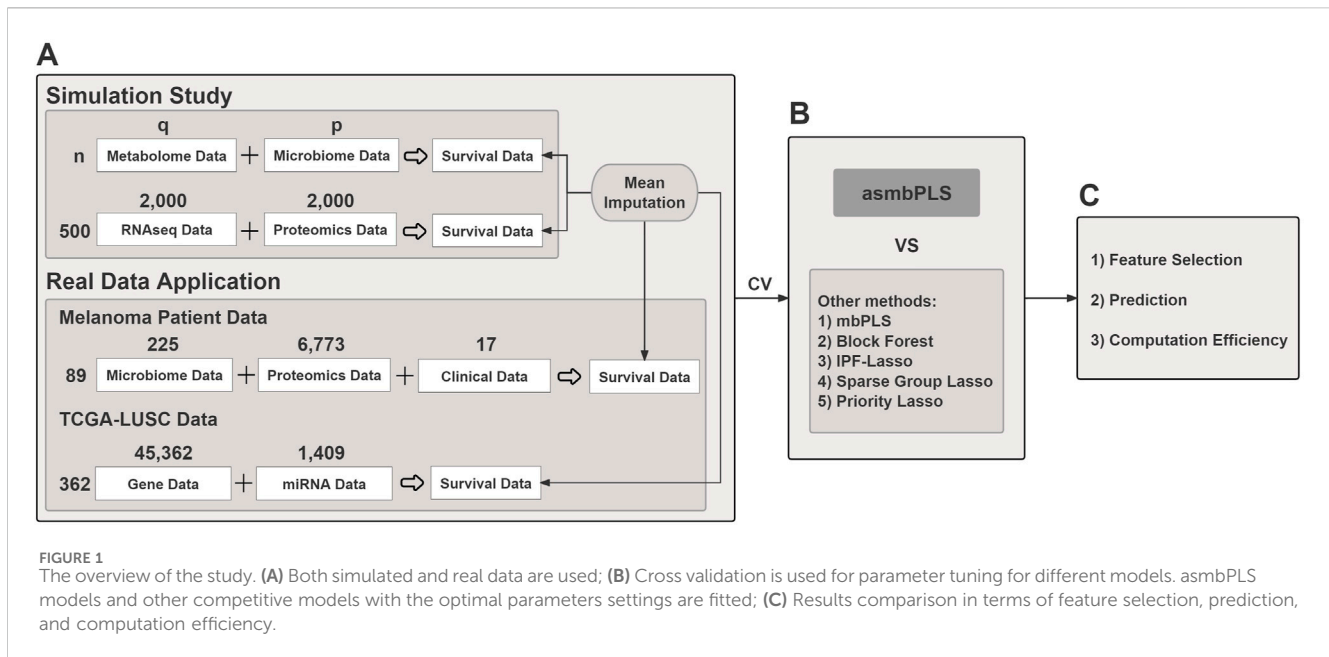 A
Simulation Study
q p
n Metabolome Data + Microbiome Data Survival Data
2,000 2,000
500 RNAseq Data + Proteomics Data Survival Data
Mean
Imputation
Real Data Application
Melanoma Patient Data
225 6,773 17
89 Microbiome Data + Proteomics Data + Clinical Data Survival Data
TCGA-LUSC Data
45,362 1,409
362 Gene Data + miRNA Data Survival Data
CV
B
asmbPLS
VS
Other methods:
1) mbPLS
2) Block Forest
3) IPF-Lasso
4) Sparse Group Lasso
5) Priority Lasso
C
1) Feature Selection
2) Prediction
3) Computation Efficiency
FIGURE 1
The overview of the study. (A) Both simulated and real data are used; (B) Cross validation is used for parameter tuning for different models. asmbPLS
models and other competitive models with the optimal parameters settings are fitted; (C) Results comparison in terms of feature selection, prediction,
and computation efficiency.